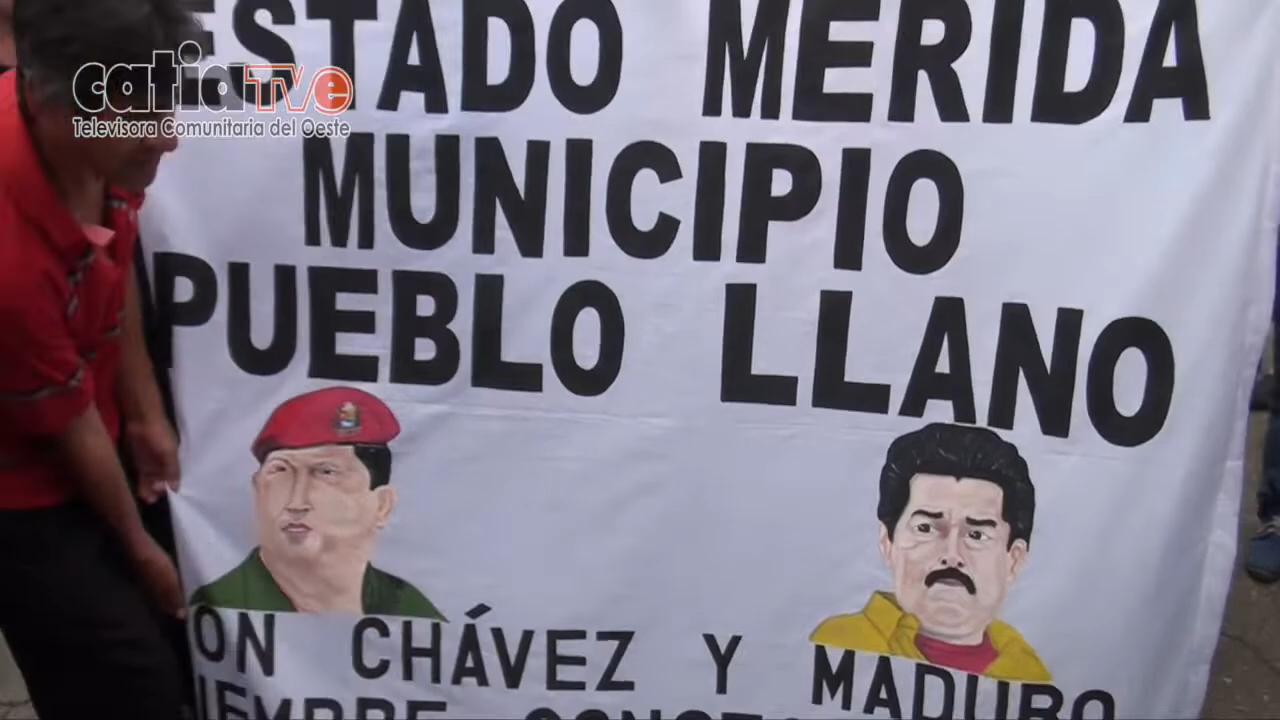 ESTADO MERIDA
catiaTVe
Televisora Comunitaria del Oeste
MUNICIPIO
PUEBLO LLANO
CHÁVEZ Y MADURO